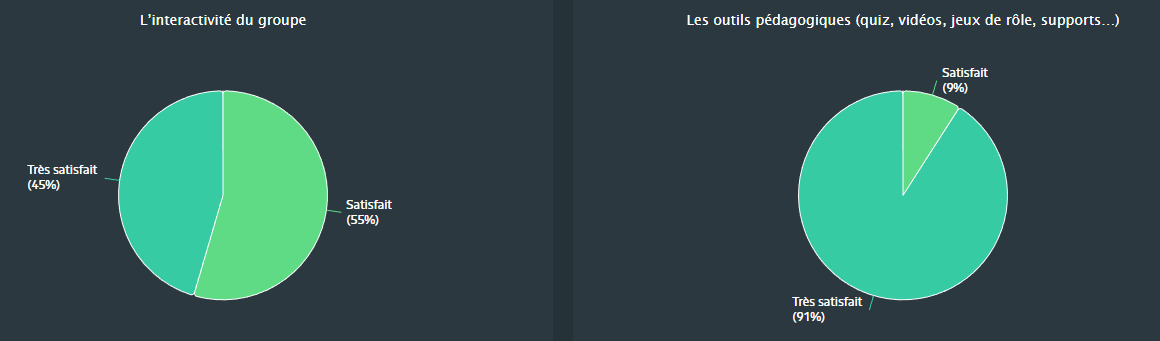 L'interactivité du groupe
Très satisfait
(45%)
Satisfait
(55%)
Les outils pédagogiques (quiz, vidéos, jeux de rôle, supports...)
Satisfait
(9%)
Très satisfait
(91%)